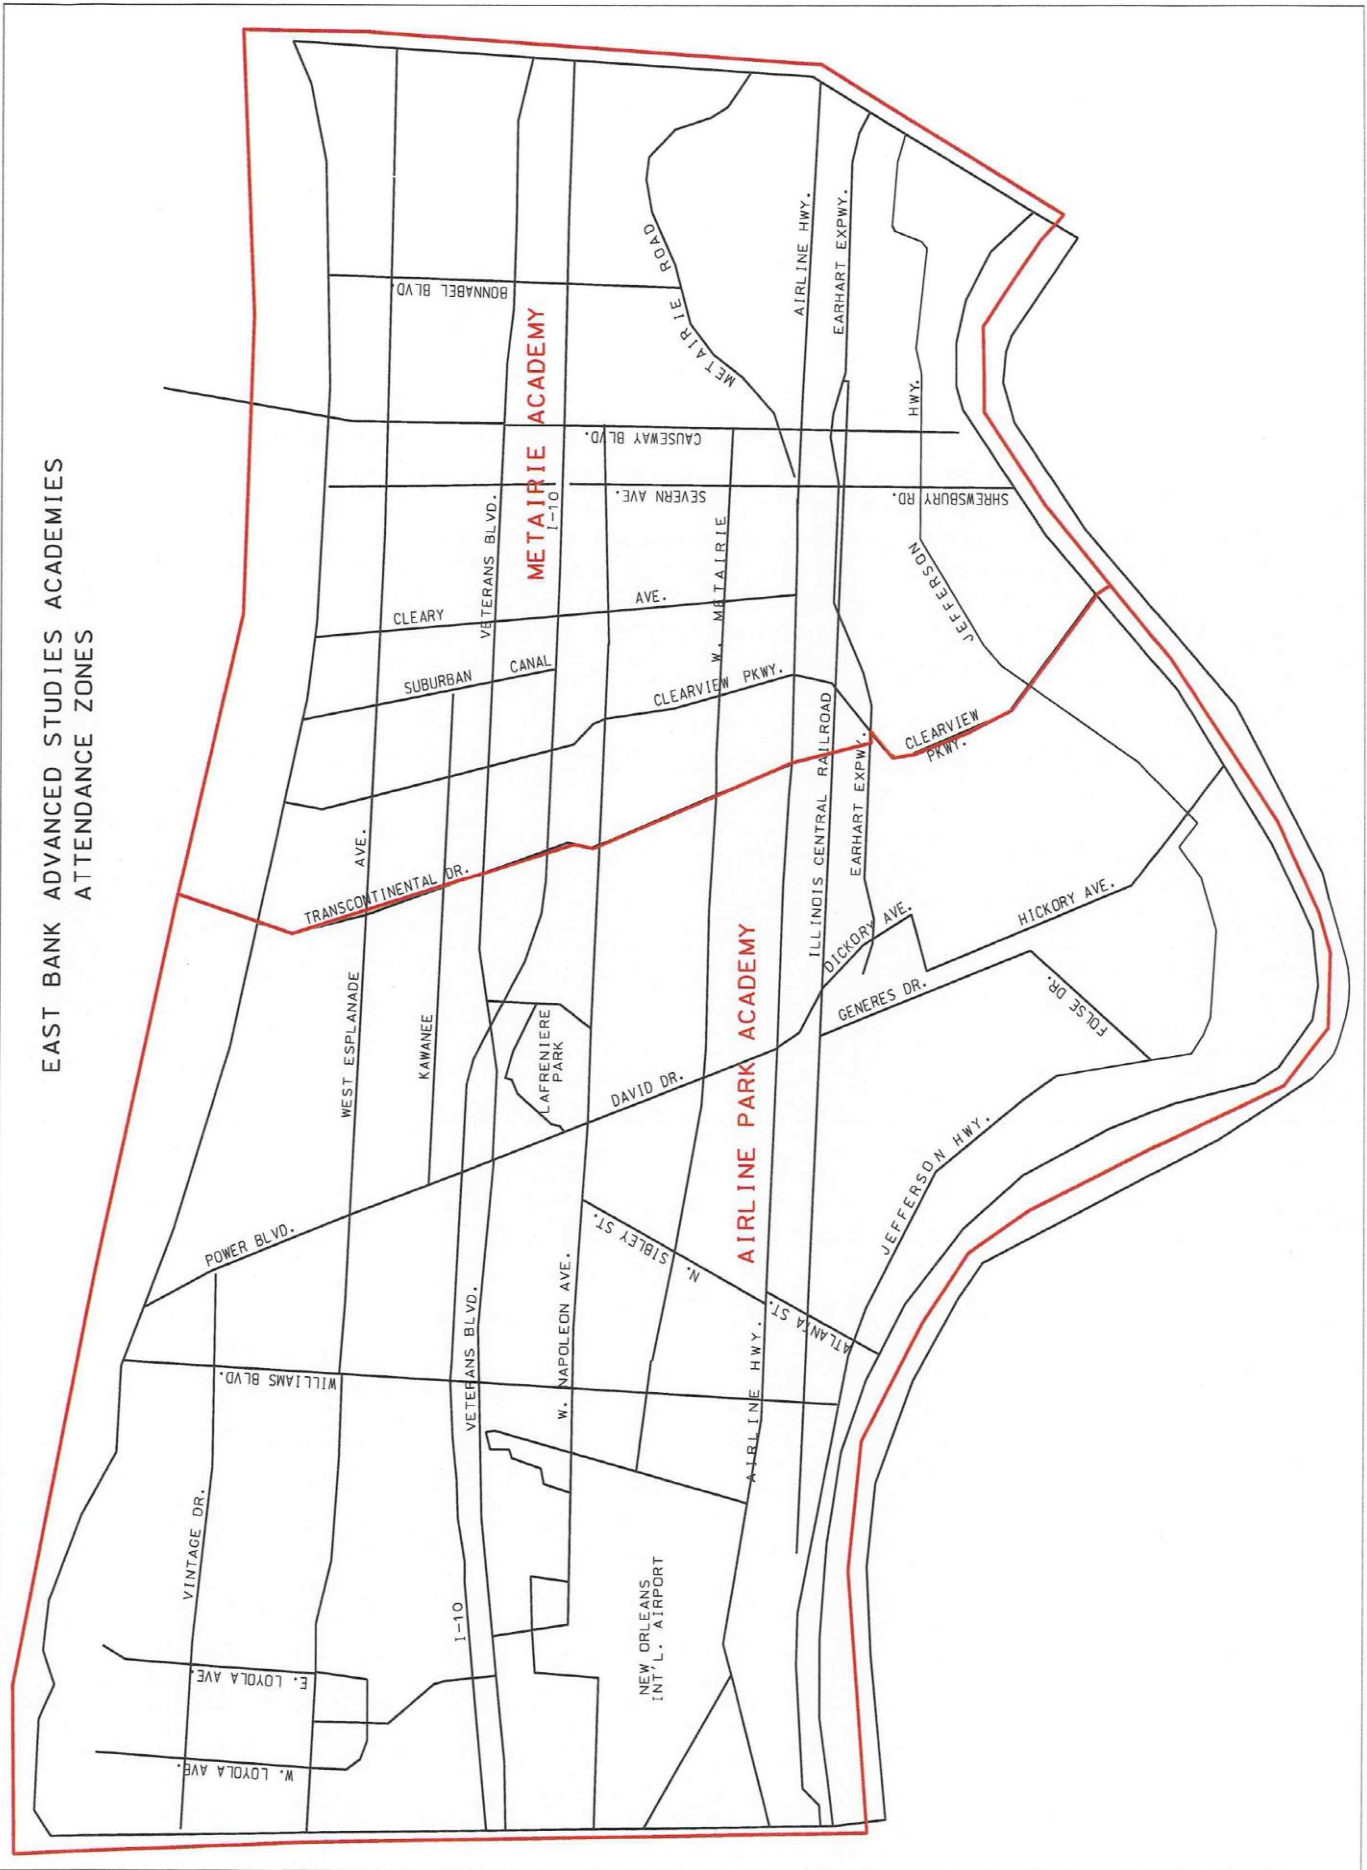 EAST BANK ADVANCED STUDIES ACADEMIES
ATTENDANCE ZONES
VINTAGE DR.
W. LOYOLA AVE.
E. LOYOLA AVE.
WILLIAMS BLVD.
POWER BLVD.
WEST ESPLANADE
AVE.
KAWANEE
TRANSCONTINENTAL DR.
SUBURBAN
CANAL
CLEARY
AVE.
BONNABEL BLVD.
I-10
VETERANS BLVD.
VETERANS BLVD.
METAIRIE ACADEMY
I-10
LAFRENIERE
PARK
W. NAPOLEON AVE.
CAUSEWAY BLVD.
SEVERN AVE.
DAVID DR.
N. SIBLEY ST.
CLEARVIEW PKWY.
METAIRIE ROAD
W. METAIRIE
NEW ORLEANS
INT'L. AIRPORT
AIRLINE PARK ACADEMY
AIRLINE HWY.
AIRLINE HWY.
ATLANTA ST.
ILLINOIS CENTRAL RAILROAD
EARHART EXPWY.
EARHART EXPWY.
DICKORY AVE.
GENERES DR.
SHREWSBURY RD.
JEFFERSON HWY.
JEFFERSON
HWY.
CLEARVIEW
PKWY.
HICKORY AVE.
FOLSE DR.